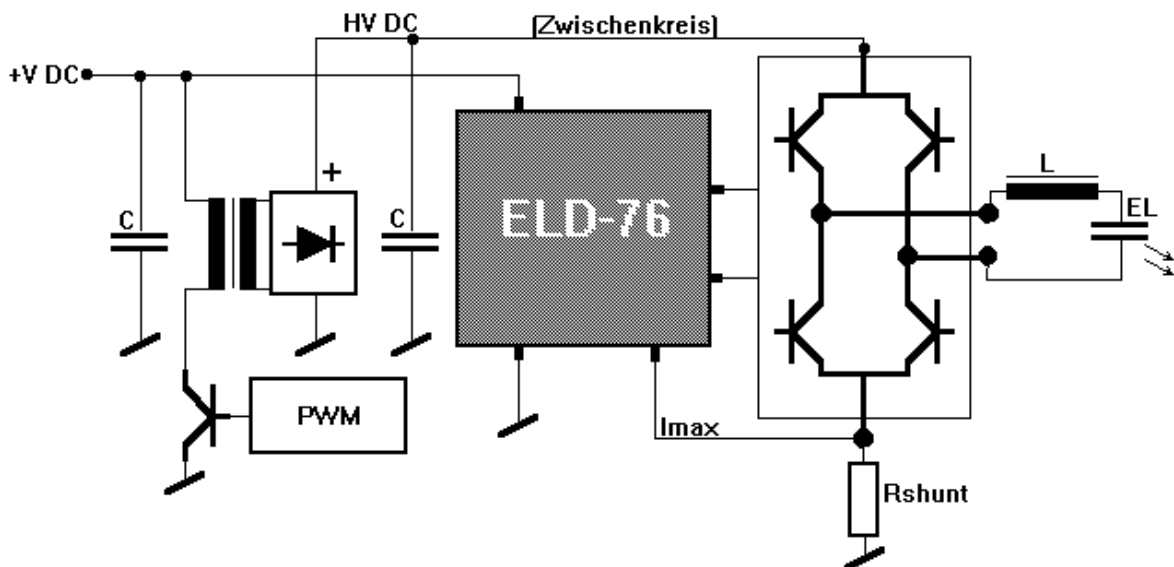 HV DC
[Zwischenkreis]
+V DC
+
C
C
ELD-76
L
EL
PWM
Imax
Rshunt